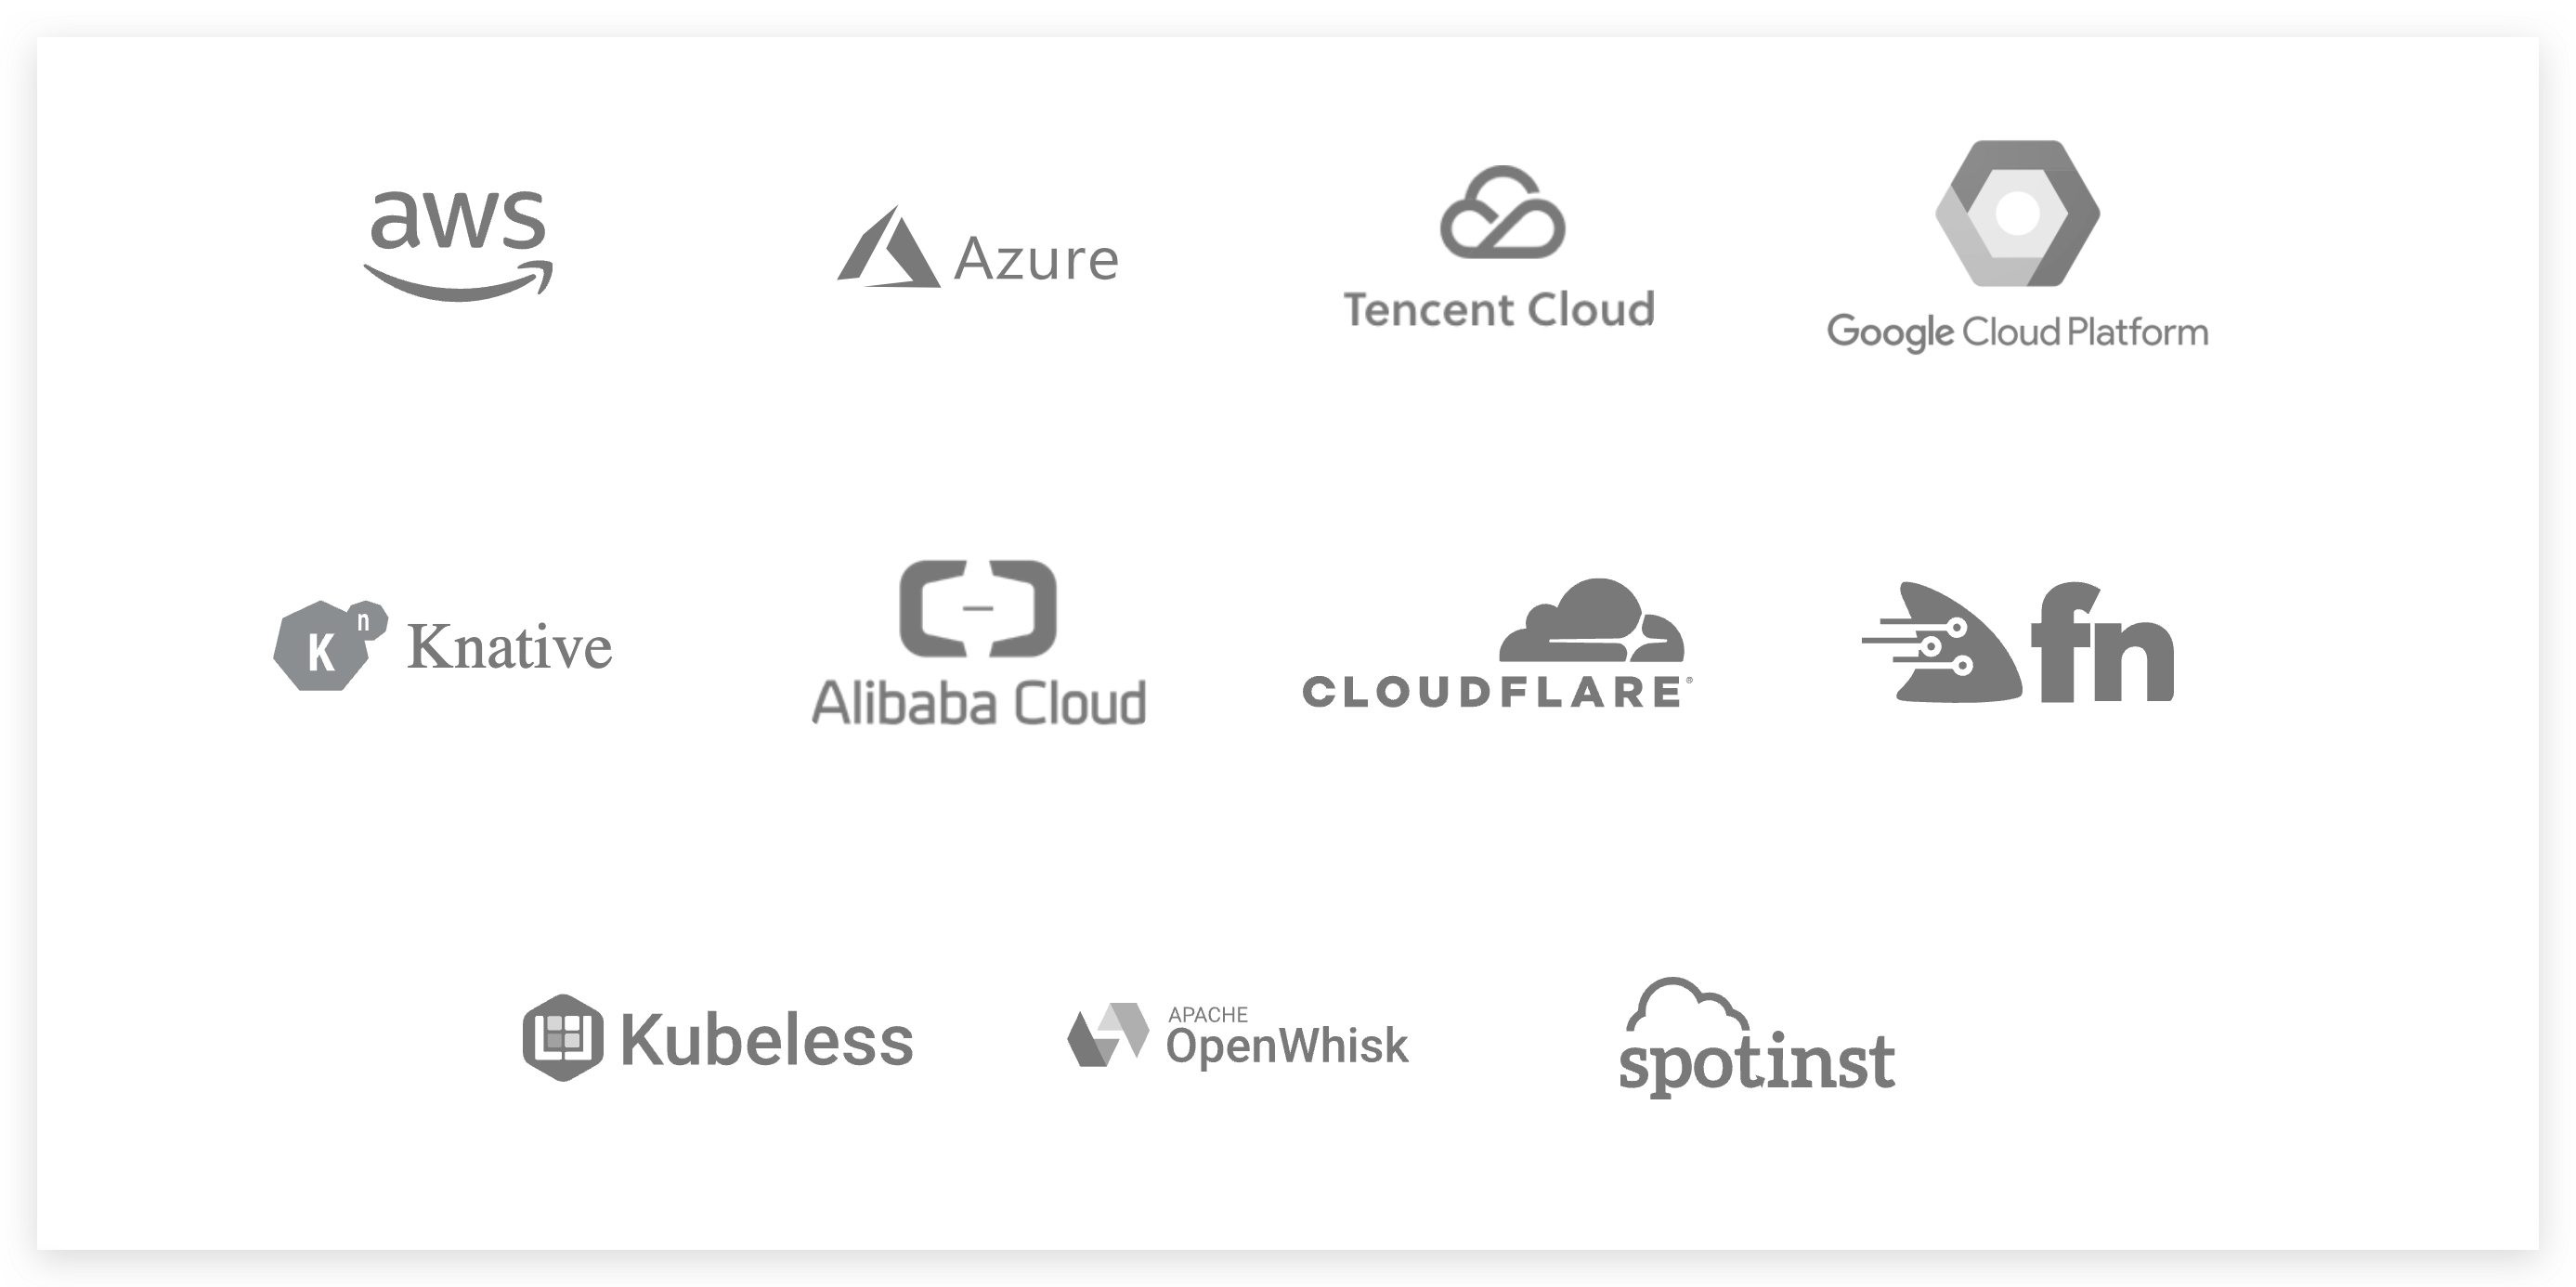 aws
Azure
Tencent Cloud
Google Cloud Platform
K n Knative
Alibaba Cloud
CLOUDFLARE®
fn
Kubeless
APACHE
OpenWhisk
spotinst